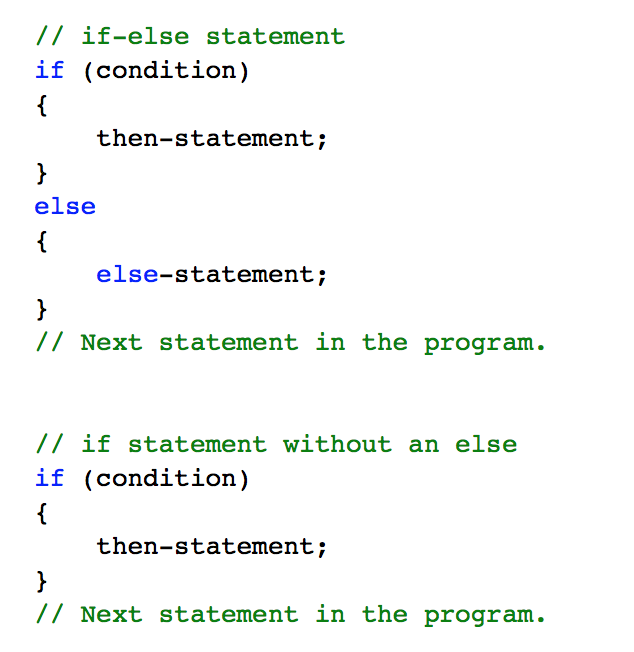 // if-else statement
if (condition)
{
    then-statement;
}
else
{
    else-statement;
}
// Next statement in the program.
// if statement without an else
if (condition)
{
    then-statement;
}
// Next statement in the program.